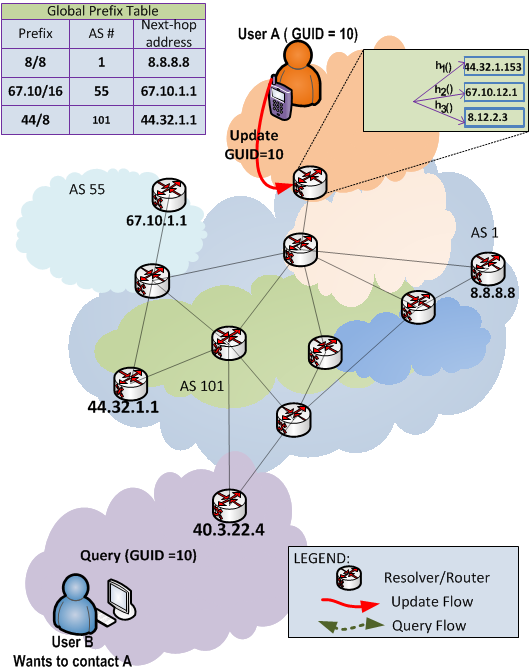 Global Prefix Table
Prefix AS # Next-hop address
8/8 1 8.8.8.8
67.10/16 55 67.10.1.1
44/8 101 44.32.1.1
User A ( GUID = 10)
h1() 44.32.1.153
h2() 67.10.12.1
h3() 8.12.2.3
Update
GUID=10
AS 55
67.10.1.1
AS 1
8.8.8.8
AS 101
44.32.1.1
40.3.22.4
Query (GUID =10)
User B
Wants to contact A
LEGEND:
Resolver/Router
Update Flow
Query Flow